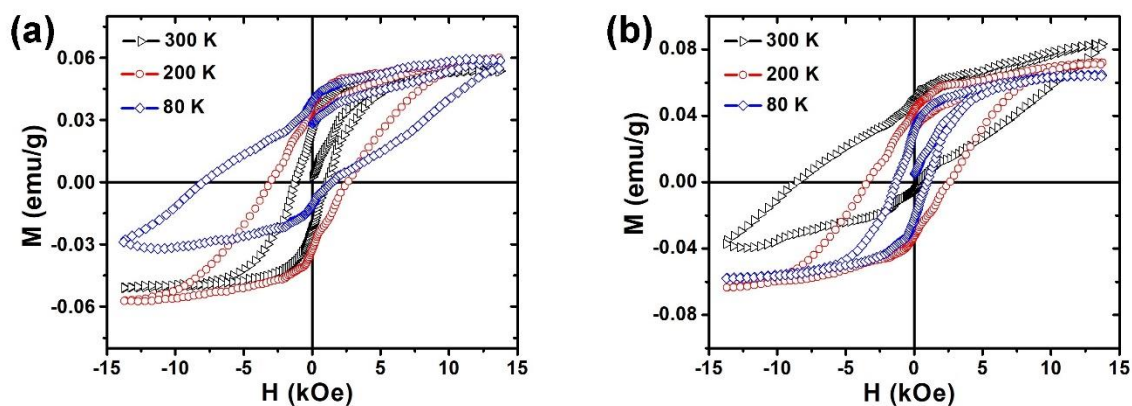 (a)
300 K
200 K
80 K
0.06
0.03
0.00
-0.03
-0.06
M (emu/g)
-15 -10 -5 0 5 10 15
H (kOe)
(b)
300 K
200 K
80 K
0.08
0.04
0.00
-0.04
-0.08
M (emu/g)
-15 -10 -5 0 5 10 15
H (kOe)